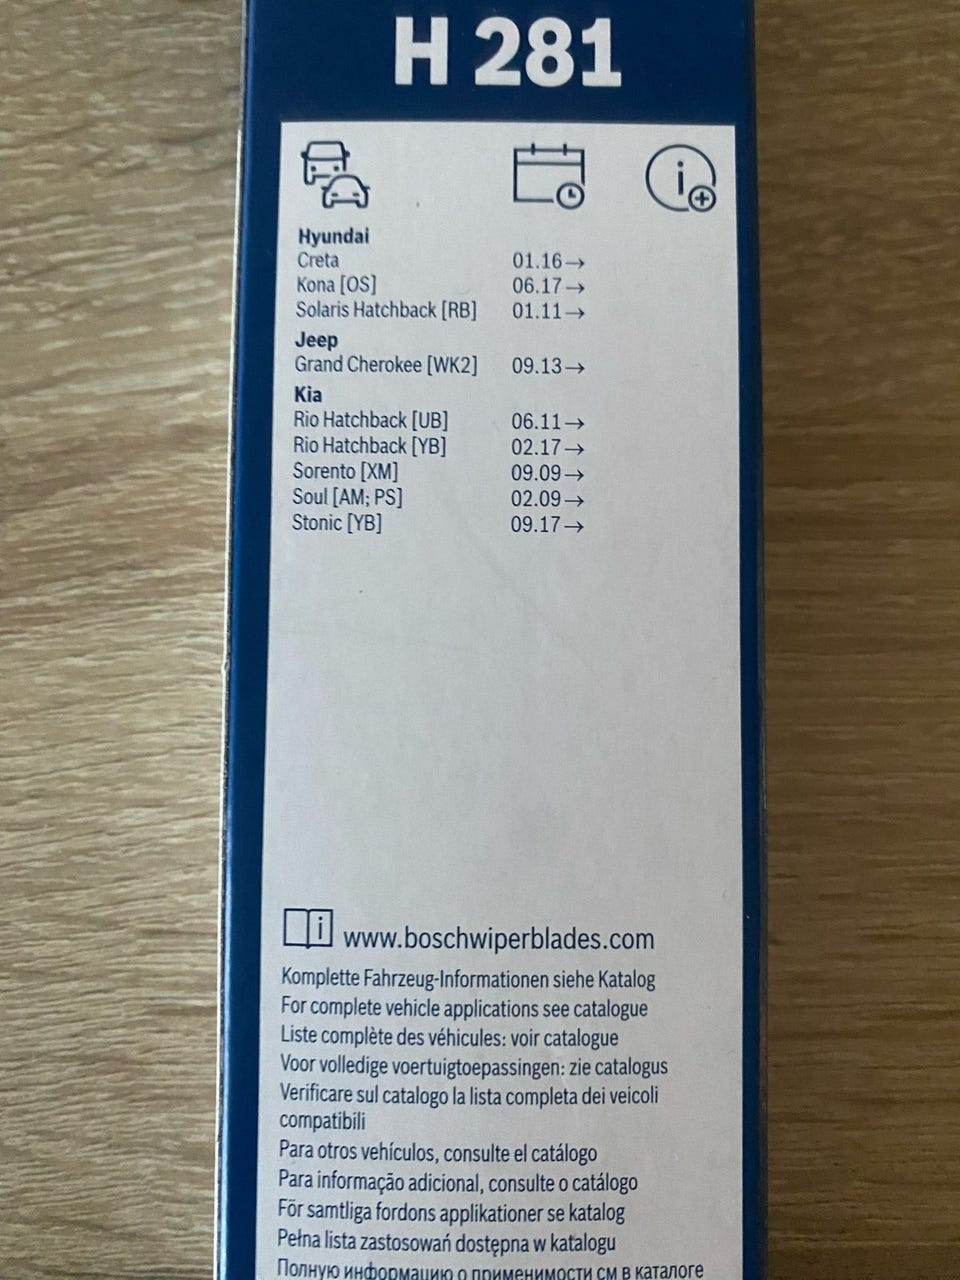 H 281
Hyundai
Creta 01.16→
Kona [OS] 06.17→
Solaris Hatchback [RB] 01.11→
Jeep
Grand Cherokee [WK2] 09.13→
Kia
Rio Hatchback [UB] 06.11→
Rio Hatchback [YB] 02.17→
Sorento [XM] 09.09→
Soul [AM; PS] 02.09→
Stonic [YB] 09.17→
www.boschwiperblades.com
Komplette Fahrzeug-Informationen siehe Katalog
For complete vehicle applications see catalogue
Liste complète des véhicules: voir catalogue
Voor volledige voertuigtoepassingen: zie catalogus
Verificare sul catalogo la lista completa dei veicoli
compatibili
Para otros vehículos, consulte el catálogo
Para informação adicional, consulte o catálogo
För samtliga fordons applikationer se katalog
Pełna lista zastosowań dostępna w katalogu
Полную информацию о применимости см в каталоге